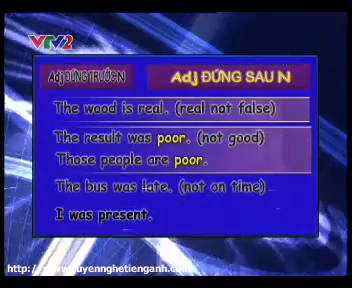 VTV2
Adj ĐỨNG TRƯỚC N
Adj ĐỨNG SAU N
The wood is real. (real not false)
The result was poor. (not good)
Those people are poor.
The bus was late. (not on time)
I was present.